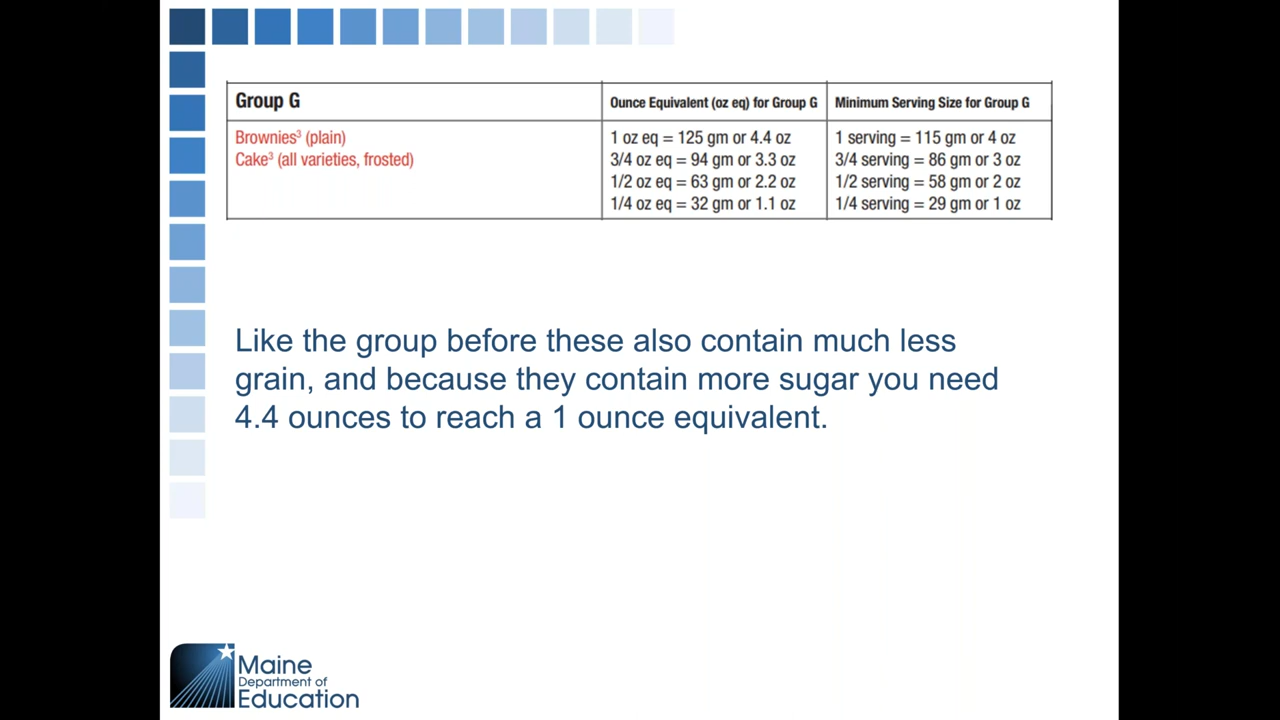 Group G
Ounce Equivalent (oz eq) for Group G
Minimum Serving Size for Group G
Brownies³ (plain)
Cake³ (all varieties, frosted)
1 oz eq = 125 gm or 4.4 oz
3/4 oz eq = 94 gm or 3.3 oz
1/2 oz eq = 63 gm or 2.2 oz
1/4 oz eq = 32 gm or 1.1 oz
1 serving = 115 gm or 4 oz
3/4 serving = 86 gm or 3 oz
1/2 serving = 58 gm or 2 oz
1/4 serving = 29 gm or 1 oz
Like the group before these also contain much less
grain, and because they contain more sugar you need
4.4 ounces to reach a 1 ounce equivalent.
Maine
Department of
Education